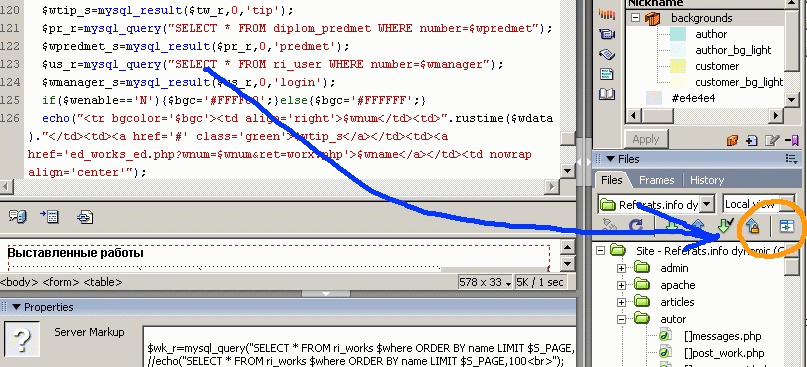 120 $wtip_s=mysql_result($tw_r,0,'tip');
121 $pr_r=mysql_query("SELECT * FROM diplom_predmet WHERE number=$wpredmet");
122 $wpredmet_s=mysql_result($pr_r,0,'predmet');
123 $us_r=mysql_query("SELECT * FROM ri_user WHERE number=$wmanager");
124 $wmanager_s=mysql_result($us_r,0,'login');
125 if($wenable=='N'){$bgc='#FFFF00';}else{$bgc='#FFFFFF';}
126 echo("<tr bgcolor='$bgc'><td align='right'>$wnum</td><td>".rustime($wdata
)."</td><td><a href='#' class='green'>$wtip_s</a></td><td><a
href='ed_works_ed.php?wnum=$wnum&ret=worx.php'>$wname</a></td><td nowrap
align='center'");
Выставленные работы
<body> <form> <table>
578 x 33
5K / 1 sec
Properties
Server Markup
$wk_r=mysql_query("SELECT * FROM ri_works $where ORDER BY name LIMIT $S_PAGE,
//echo("SELECT * FROM ri_works $where ORDER BY name LIMIT $S_PAGE,100<br>");
Nickname
backgrounds
author
author_bg_light
customer
customer_bg_light
#e4e4e4
Apply
Files
Files Frames History
Referats.info dy
Local view
Site - Referats.info dynamic (
admin
apache
articles
autor
[]messages.php
[]post_work.php